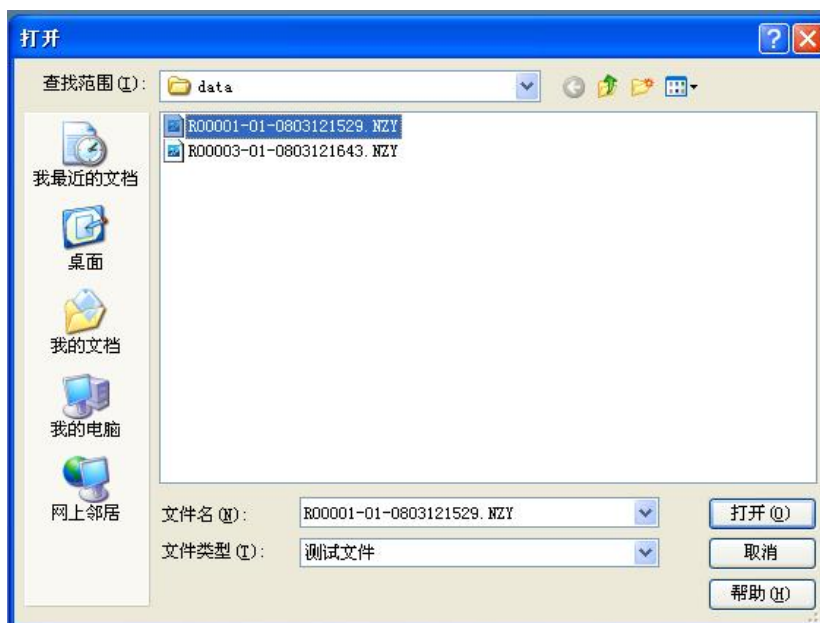 打开
查找范围(I):
data
R00001-01-0803121529.NZY
R00003-01-0803121643.NZY
我最近的文档
桌面
我的文档
我的电脑
网上邻居
文件名(N):
R00001-01-0803121529.NZY
打开(O)
文件类型(T):
测试文件
取消
帮助(H)